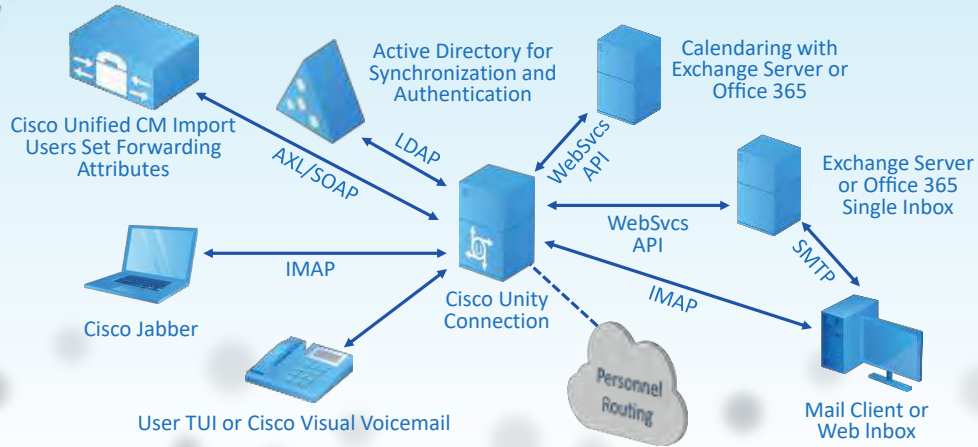 Cisco Unified CM Import
Users Set Forwarding
Attributes
Active Directory for
Synchronization and
Authentication
Calendaring with
Exchange Server or
Office 365
AXL/SOAP
LDAP
WebSvcs
API
Exchange Server
or Office 365
Single Inbox
WebSvcs
API
SMTP
IMAP
Cisco Jabber
Cisco Unity
Connection
IMAP
User TUI or Cisco Visual Voicemail
Personnel
Routing
Mail Client or
Web Inbox